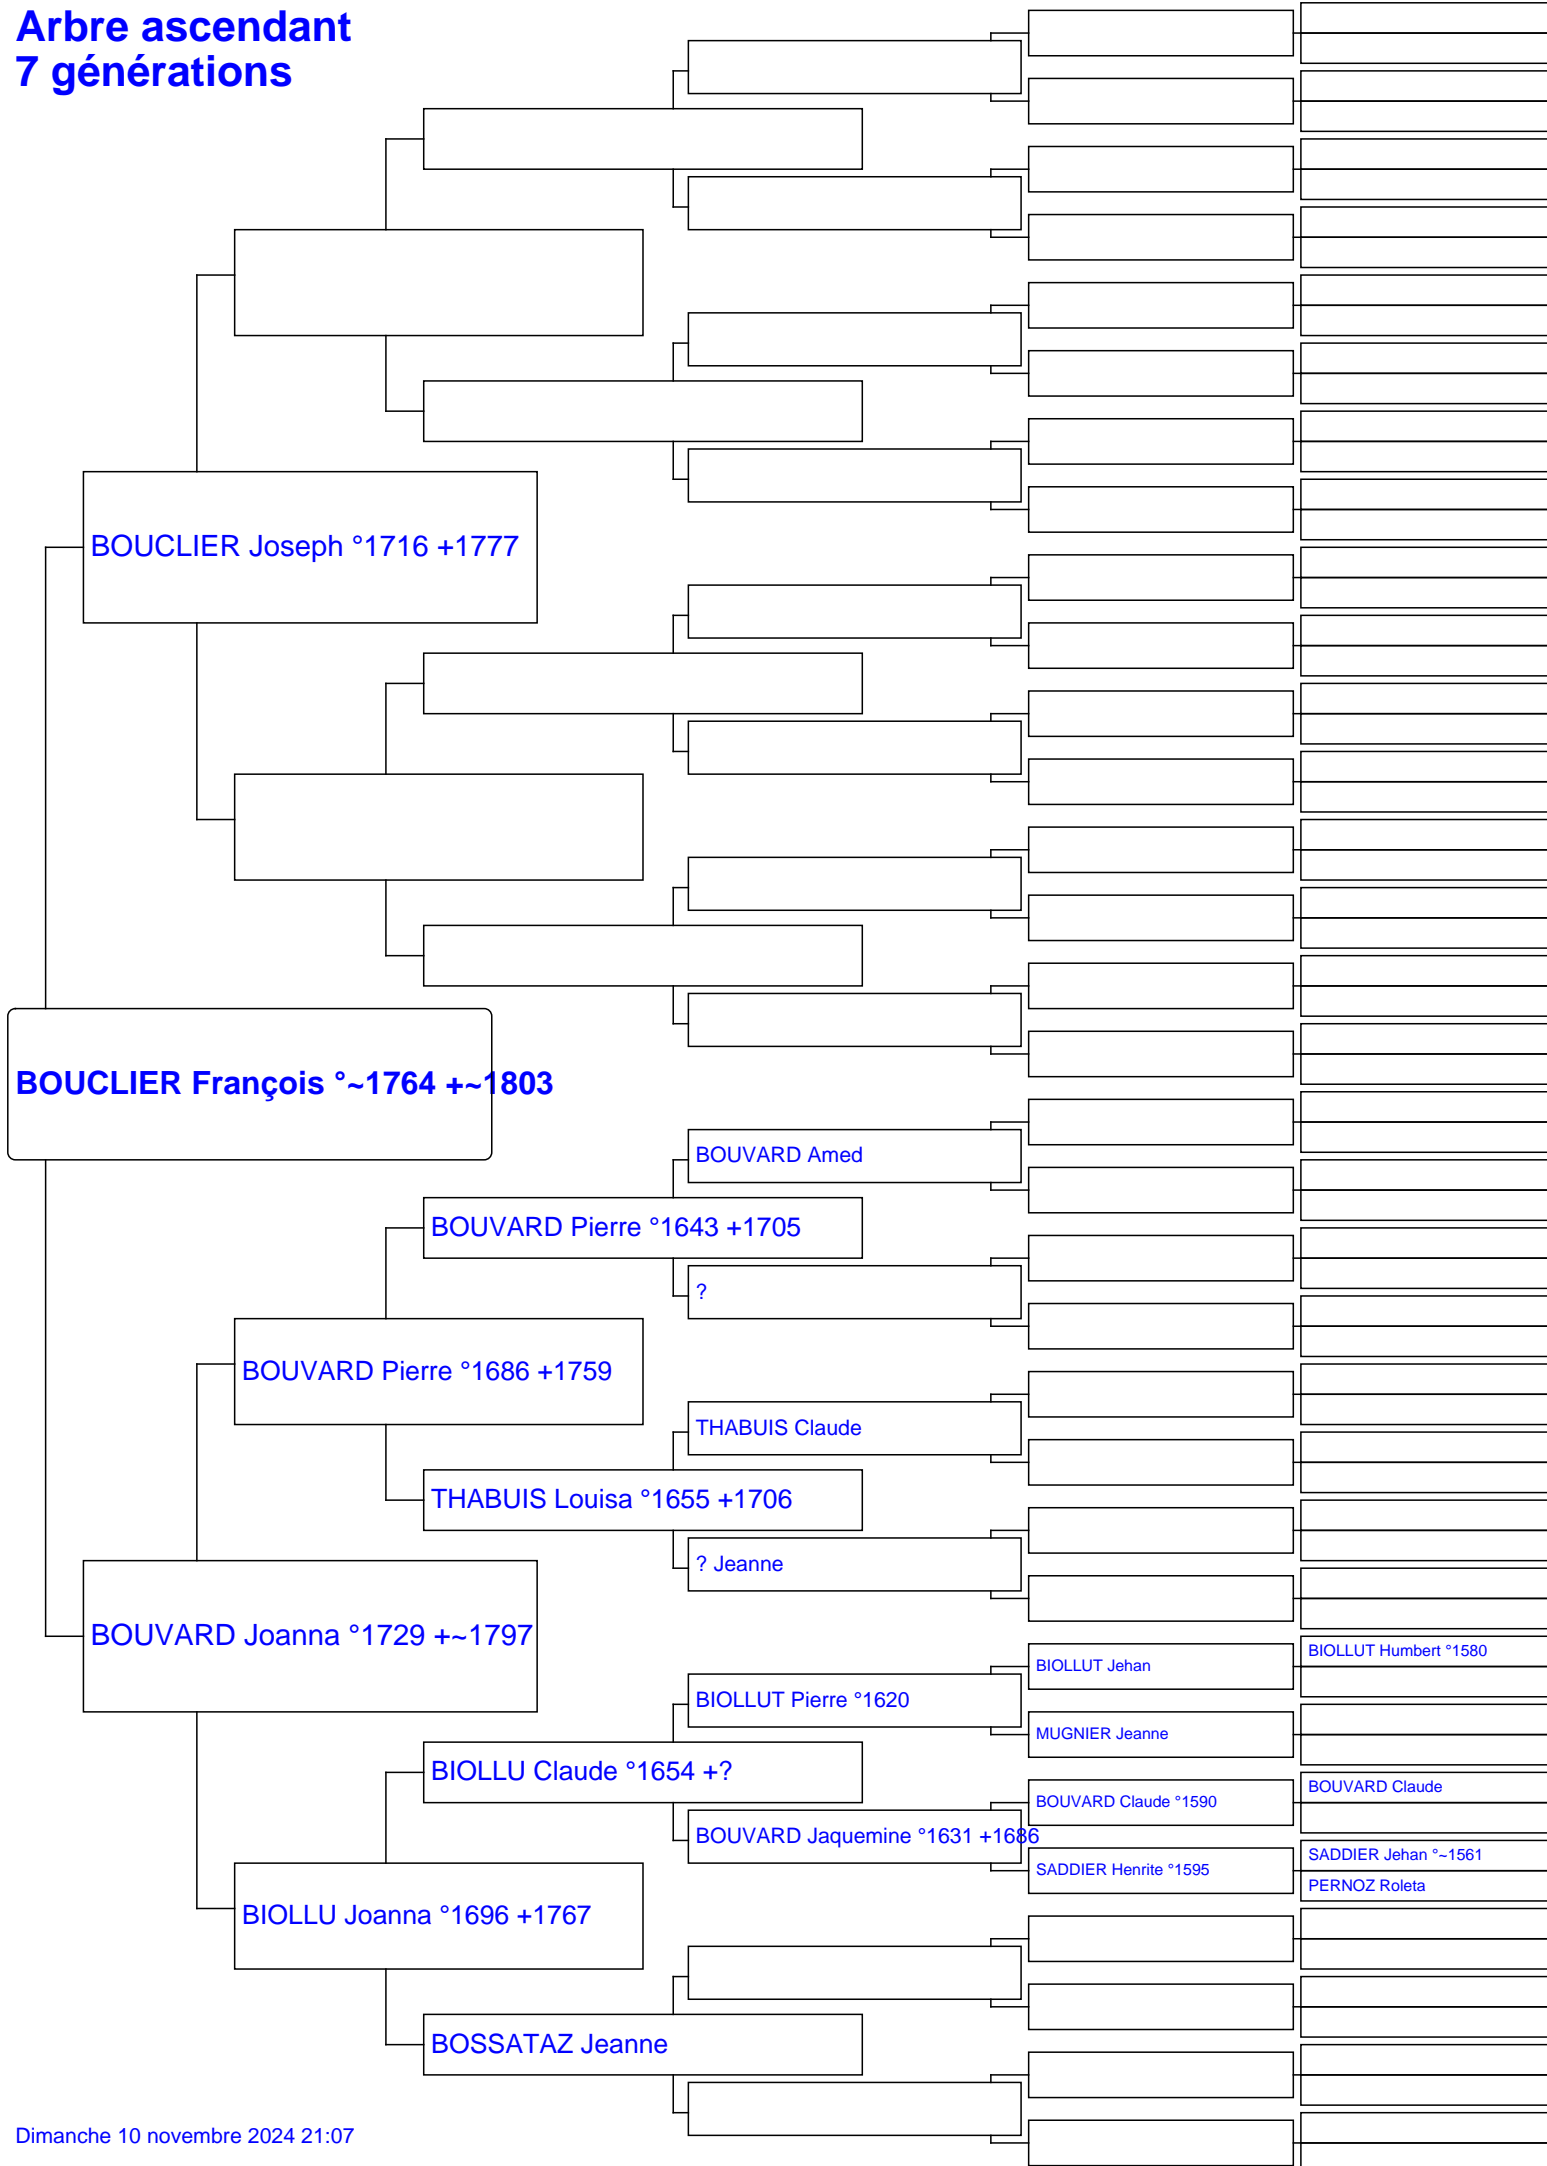 Arbre ascendant
7 générations
BOUCLIER Joseph °1716 +1777
BOUCLIER François °~1764 +~1803
BOUVARD Amed
BOUVARD Pierre °1643 +1705
?
BOUVARD Pierre °1686 +1759
THABUIS Claude
THABUIS Louisa °1655 +1706
? Jeanne
BOUVARD Joanna °1729 +~1797
BIOLLUT Humbert °1580
BIOLLUT Jehan
BIOLLUT Pierre °1620
MUGNIER Jeanne
BIOLLU Claude °1654 +?
BOUVARD Claude
BOUVARD Claude °1590
BOUVARD Jaquemine °1631 +1686
SADDIER Jehan °~1561
SADDIER Henrite °1595
PERNOZ Roleta
BIOLLU Joanna °1696 +1767
BOSSATAZ Jeanne
Dimanche 10 novembre 2024 21:07